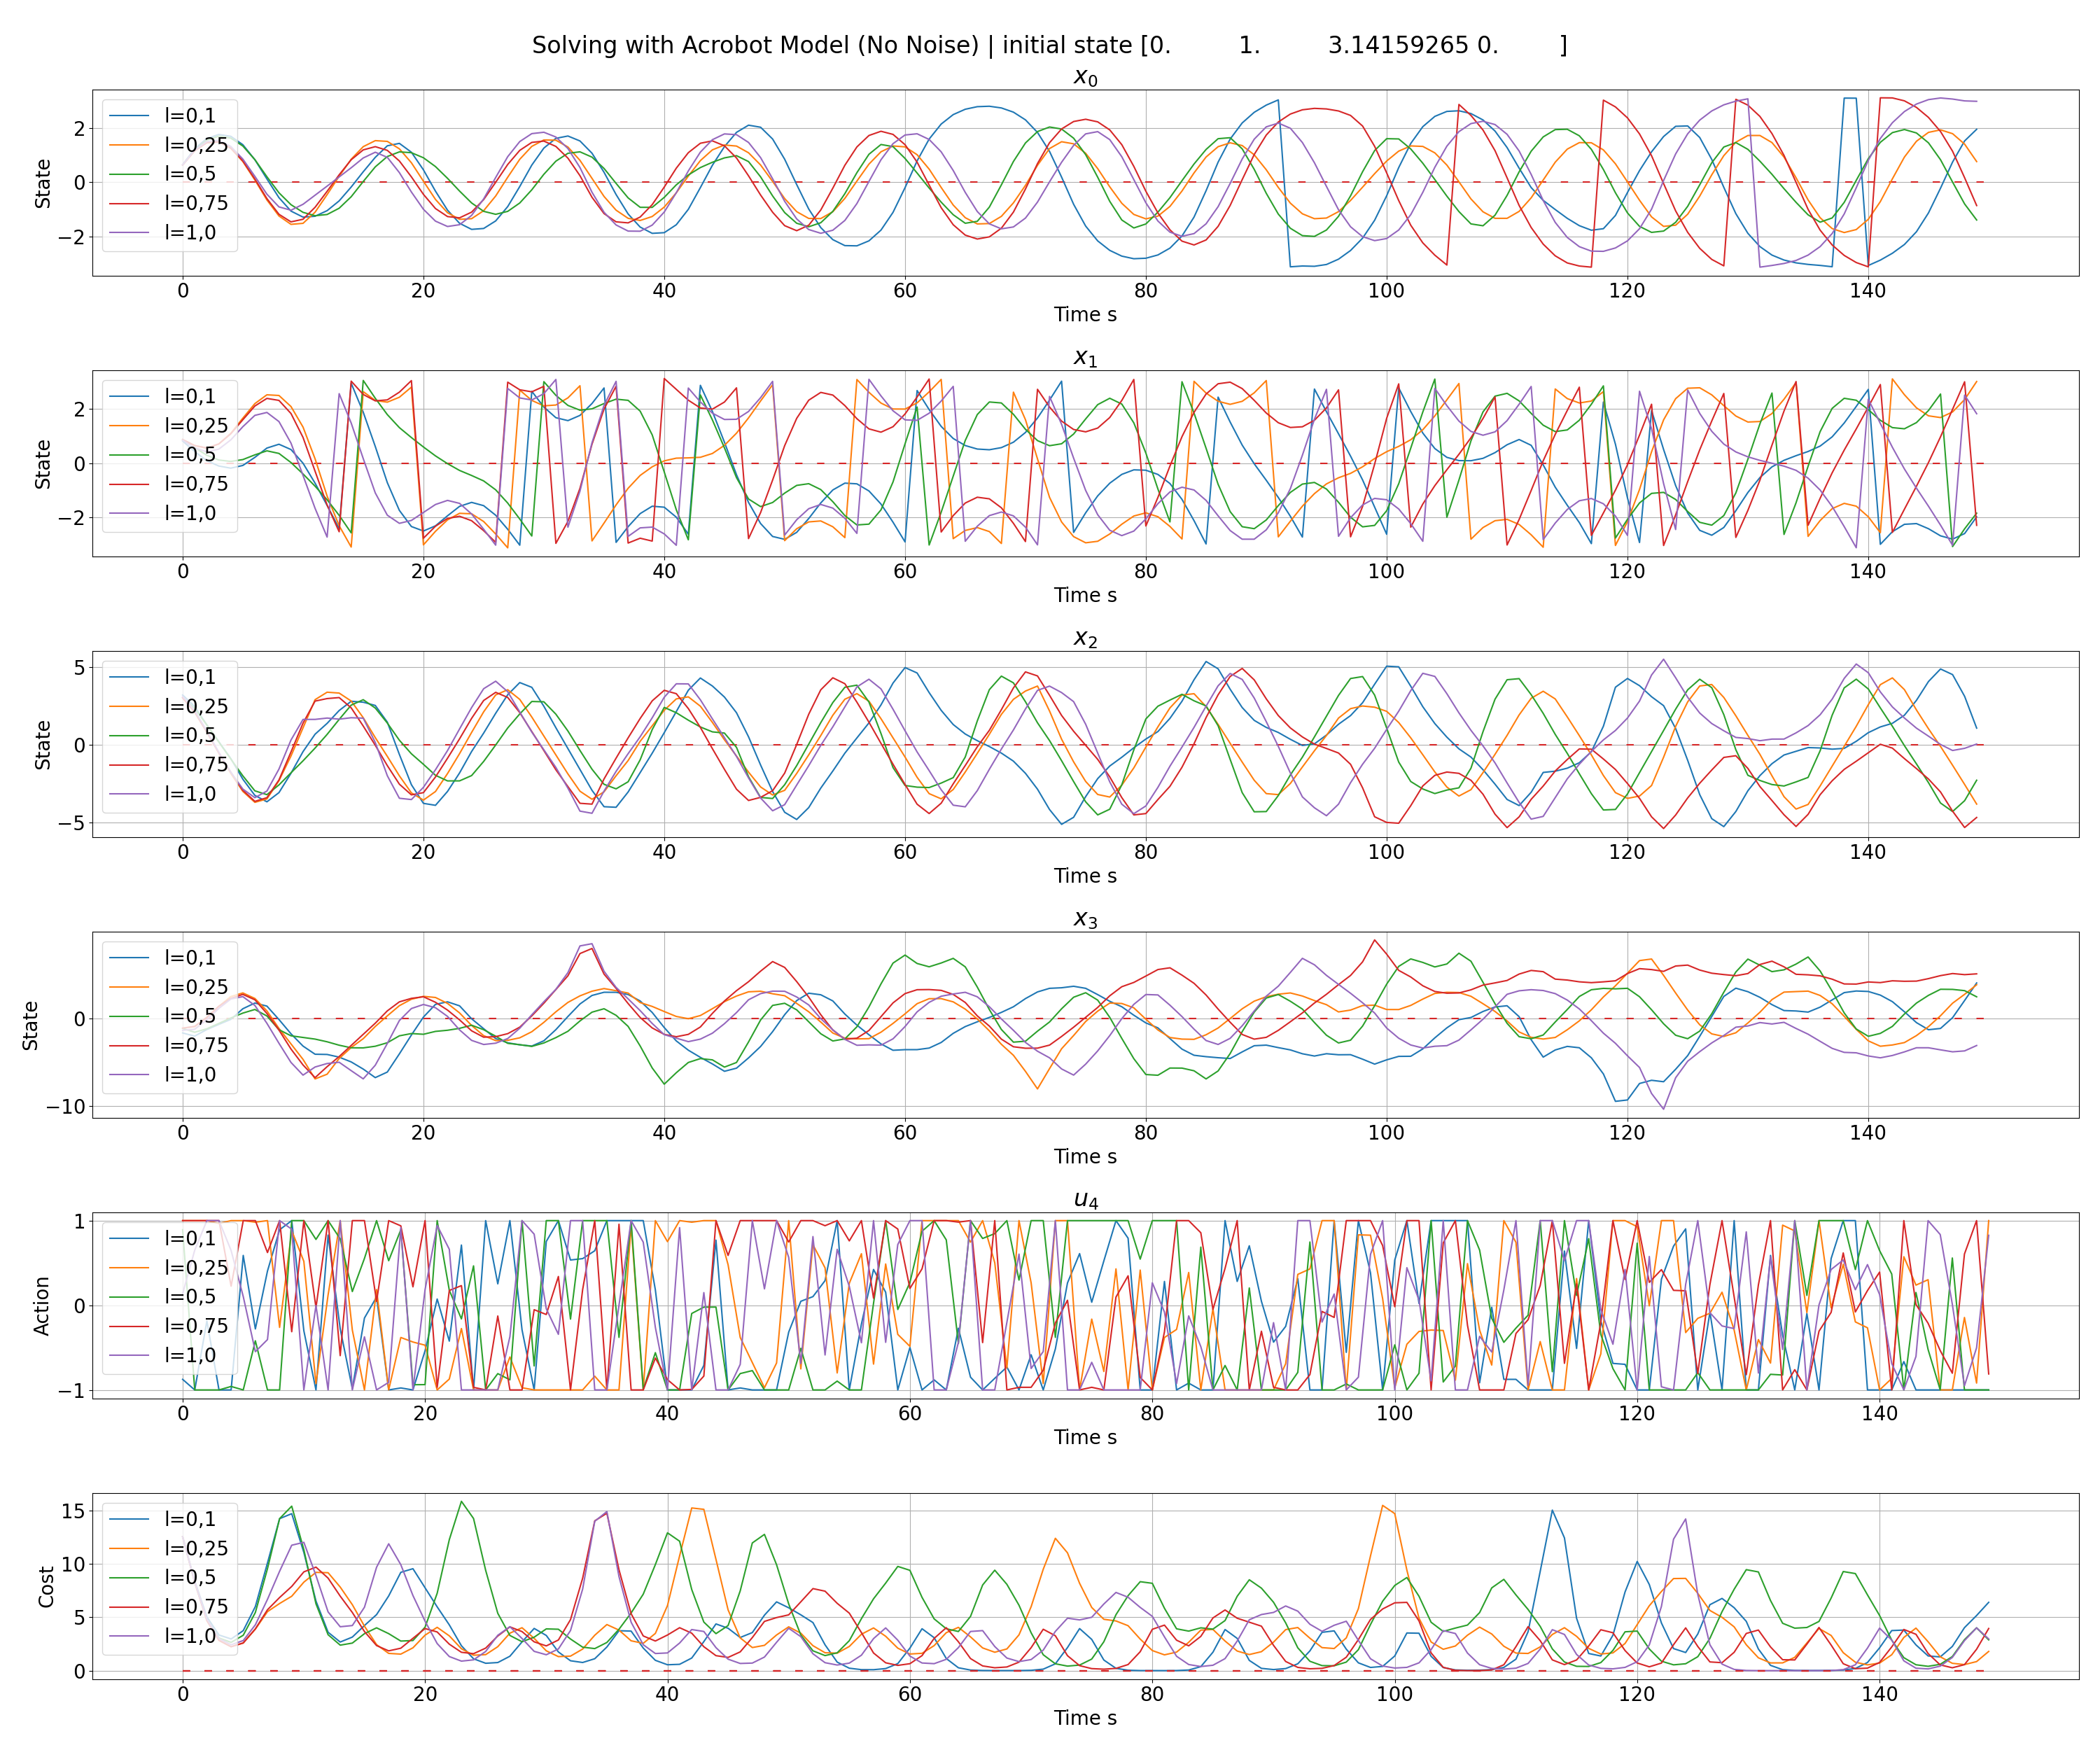 Solving with Acrobot Model (No Noise) | initial state [0. 1. 3.14159265 0. ]
x0
State
2
0
−2
l=0,1
l=0,25
l=0,5
l=0,75
l=1,0
0 20 40 60 80 100 120 140
Time s
x1
State
2
0
−2
l=0,1
l=0,25
l=0,5
l=0,75
l=1,0
0 20 40 60 80 100 120 140
Time s
x2
State
5
0
−5
l=0,1
l=0,25
l=0,5
l=0,75
l=1,0
0 20 40 60 80 100 120 140
Time s
x3
State
0
−10
l=0,1
l=0,25
l=0,5
l=0,75
l=1,0
0 20 40 60 80 100 120 140
Time s
u4
Action
1
0
−1
l=0,1
l=0,25
l=0,5
l=0,75
l=1,0
0 20 40 60 80 100 120 140
Time s
Cost
15
10
5
0
l=0,1
l=0,25
l=0,5
l=0,75
l=1,0
0 20 40 60 80 100 120 140
Time s